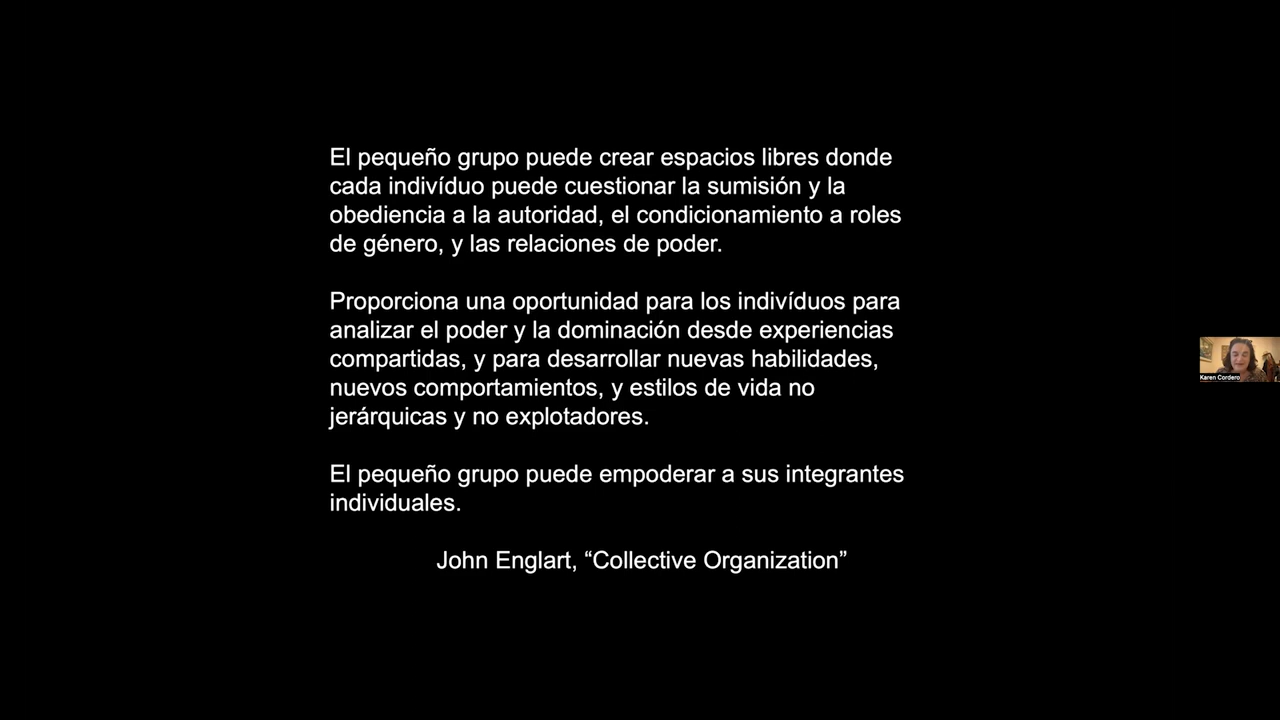 El pequeño grupo puede crear espacios libres donde
cada indivíduo puede cuestionar la sumisión y la
obediencia a la autoridad, el condicionamiento a roles
de género, y las relaciones de poder.
Proporciona una oportunidad para los indivíduos para
analizar el poder y la dominación desde experiencias
compartidas, y para desarrollar nuevas habilidades,
nuevos comportamientos, y estilos de vida no
jerárquicas y no explotadores.
El pequeño grupo puede empoderar a sus integrantes
individuales.
John Englart, “Collective Organization”
Karen Cordero